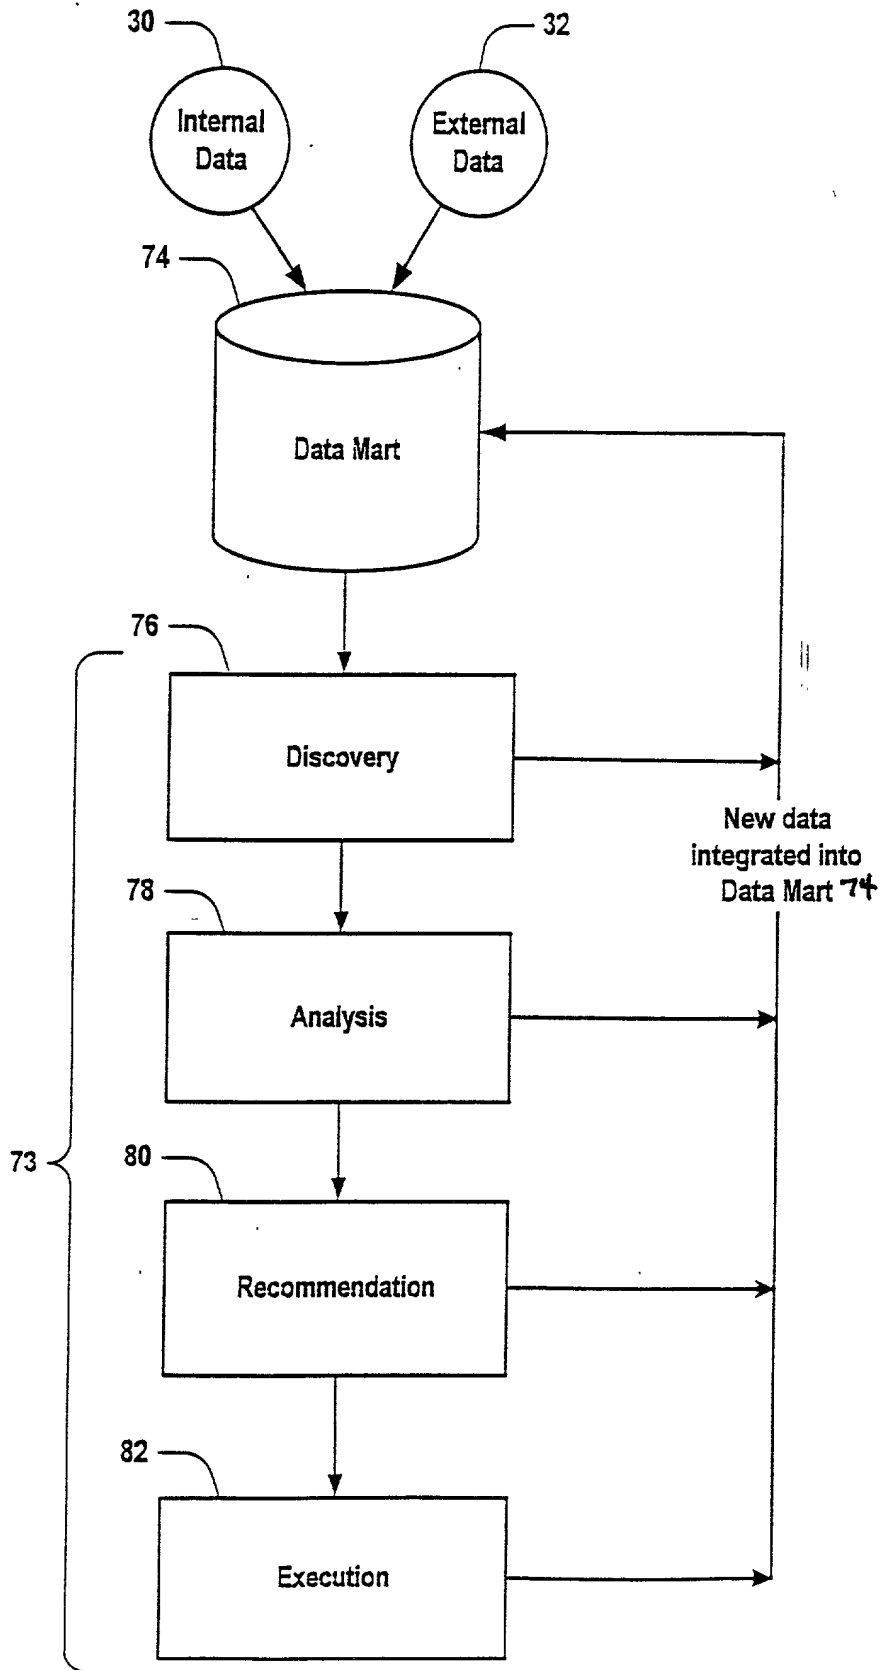 30
32
Internal
Data
External
Data
74
Data Mart
76
Discovery
New data
integrated into
Data Mart 74
78
Analysis
73
80
Recommendation
82
Execution